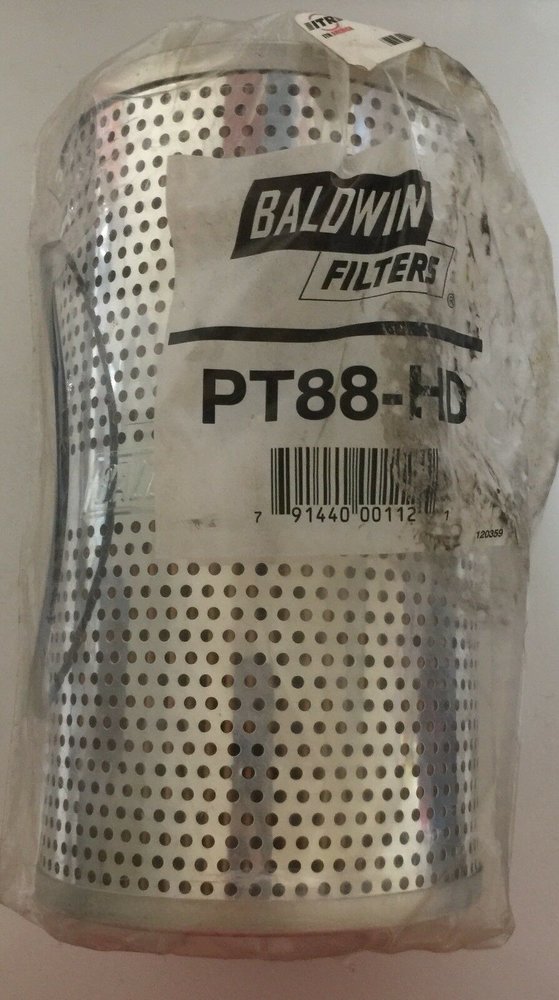 BALDWIN
FILTERS®
PT88-HD
7 91440 00112 1
120359